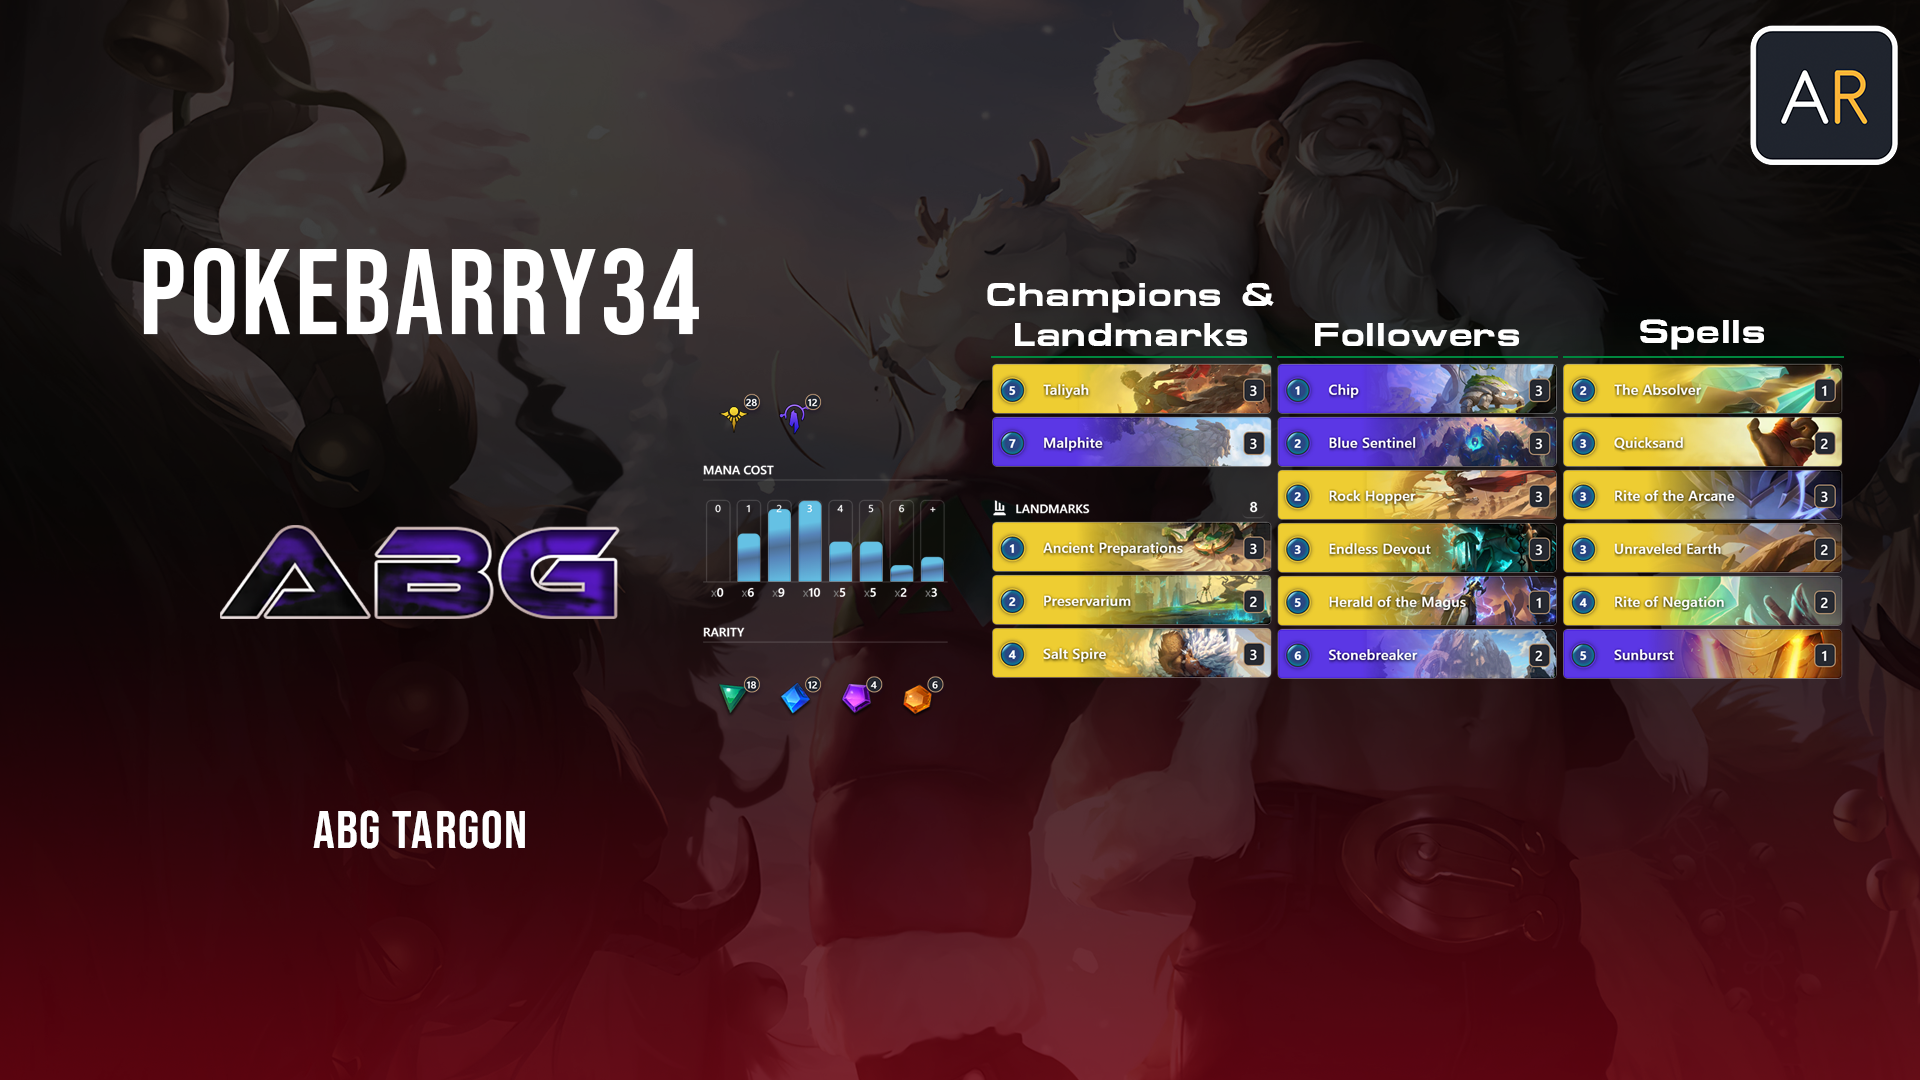 AR
POKEBARRY34
ABG
ABG TARGON
28 12
MANA COST
0 1 2 3 4 5 6 +
x0 x6 x9 x10 x5 x5 x2 x3
RARITY
18 12 4 6
Champions &
Landmarks
5 Taliyah 3
7 Malphite 3
LANDMARKS 8
1 Ancient Preparations 3
2 Preservarium 2
4 Salt Spire 3
Followers
1 Chip 3
2 Blue Sentinel 3
2 Rock Hopper 3
3 Endless Devout 3
5 Herald of the Magus 1
6 Stonebreaker 2
Spells
2 The Absolver 1
3 Quicksand 2
3 Rite of the Arcane 3
3 Unraveled Earth 2
4 Rite of Negation 2
5 Sunburst 1